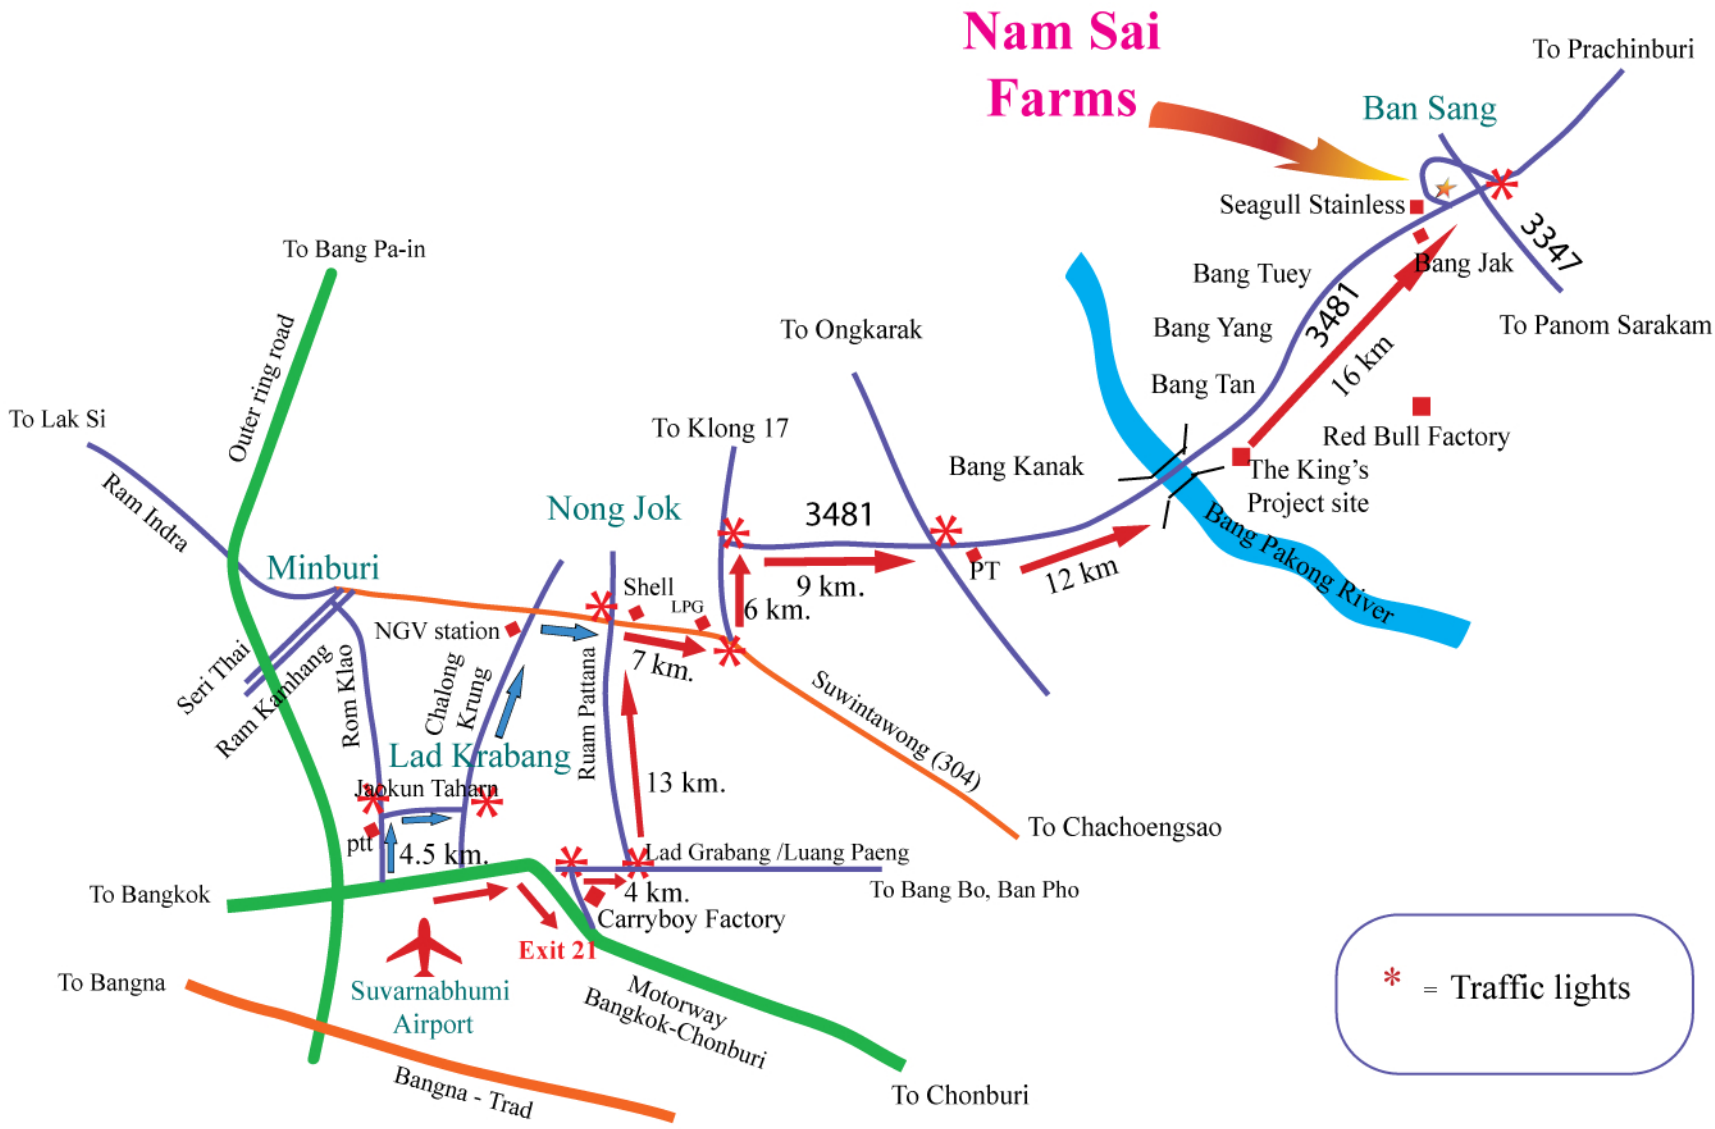 Nam Sai
Farms
To Prachinburi
Ban Sang
Seagull Stainless
3347
Bang Jak
To Panom Sarakam
Bang Tuey
3481
Bang Yang
16 km
Bang Tan
Red Bull Factory
The King's
Project site
Bang Kanak
Bang Pakong River
To Ongkarak
To Klong 17
3481
9 km.
PT
12 km
6 km.
To Bang Pa-in
Outer ring road
To Lak Si
Ram Indra
Minburi
Nong Jok
Shell
LPG
NGV station
7 km.
Seri Thai
Ram Kamhang
Rom Klao
Chalong
Krung
Ruam Pattana
Suwintawong (304)
Lad Krabang
Jaokun Taharn
13 km.
ptt
4.5 km.
To Chachoengsao
Lad Grabang /Luang Paeng
To Bangkok
4 km.
To Bang Bo, Ban Pho
Carryboy Factory
Exit 21
To Bangna
Suvarnabhumi
Airport
Motorway
Bangkok-Chonburi
Bangna - Trad
To Chonburi
* = Traffic lights